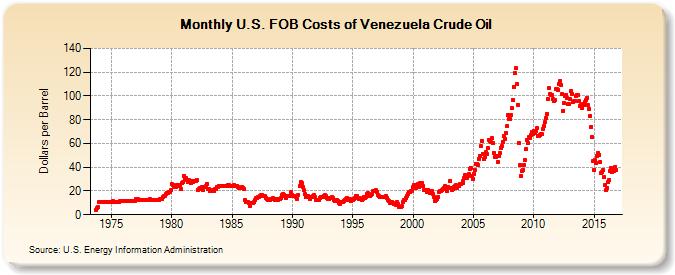 Monthly U.S. FOB Costs of Venezuela Crude Oil
Dollars per Barrel
140
120
100
80
60
40
20
0
1975 1980 1985 1990 1995 2000 2005 2010 2015
Source: U.S. Energy Information Administration